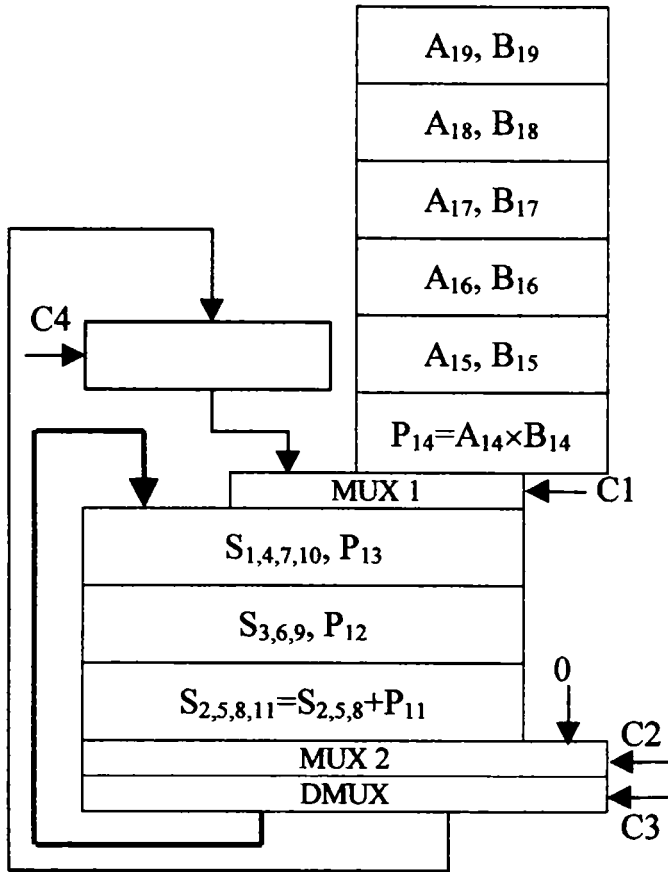 A₁₉, B₁₉
A₁₈, B₁₈
A₁₇, B₁₇
A₁₆, B₁₆
C4
A₁₅, B₁₅
P₁₄=A₁₄×B₁₄
MUX 1
C1
S₁,₄,₇,₁₀, P₁₃
S₃,₆,₉, P₁₂
0
S₂,₅,₈,₁₁=S₂,₅,₈+P₁₁
C2
MUX 2
DMUX
C3